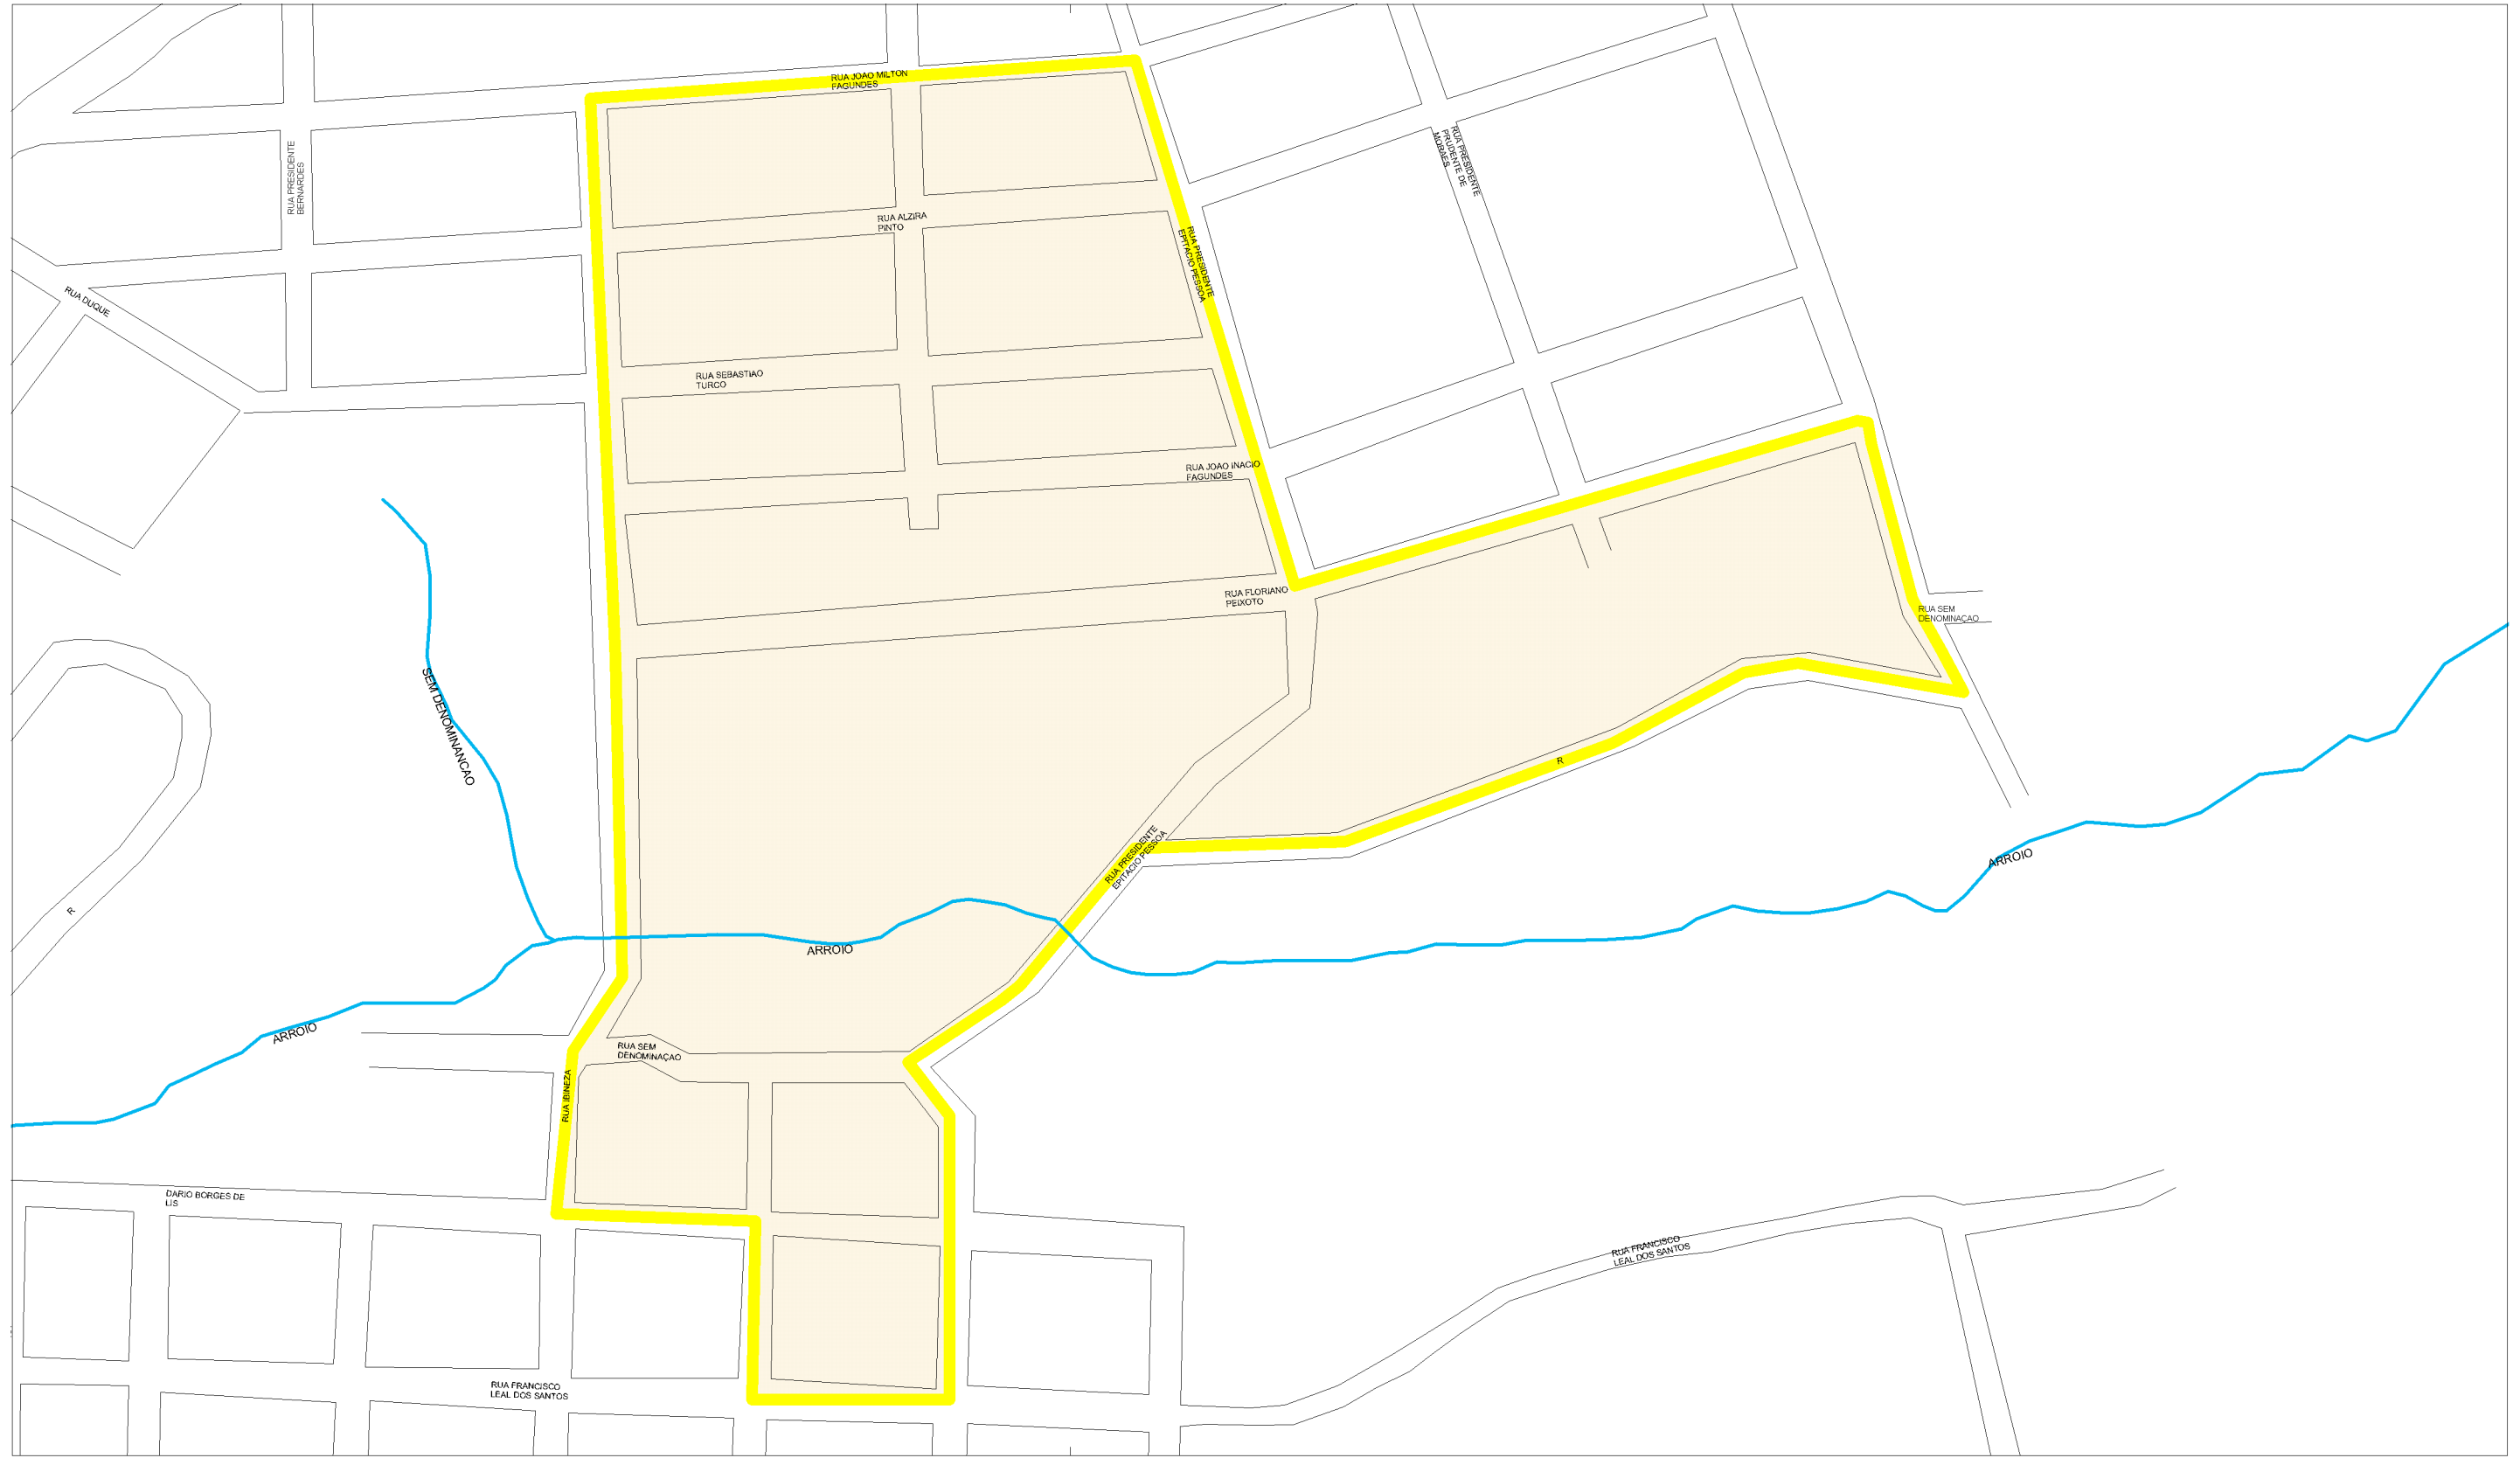 RUA JOAO MILTON
FAGUNDES
RUA PRESIDENTE
BERNARDES
RUA PRESIDENTE
PRUDENTE DE
MORAES
RUA ALZIRA
PINTO
RUA PRESIDENTE
EPITACIO PESSOA
RUA DUQUE
RUA SEBASTIAO
TURCO
RUA JOAO INACIO
FAGUNDES
RUA FLORIANO
PEIXOTO
RUA SEM
DENOMINAÇAO
SEM DENOMINANCAO
R
RUA PRESIDENTE
EPITACIO PESSOA
ARROIO
R
ARROIO
ARROIO
RUA SEM
DENOMINAÇAO
RUA IBINEZA
DARIO BORGES DE
LIS
RUA FRANCISCO
LEAL DOS SANTOS
RUA FRANCISCO
LEAL DOS SANTOS